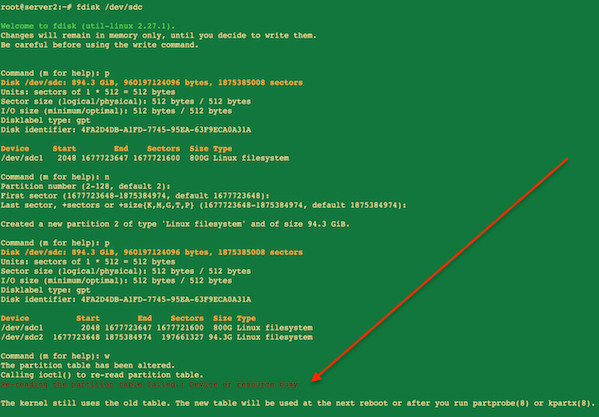 root@server2:~# fdisk /dev/sdc
Welcome to fdisk (util-linux 2.27.1).
Changes will remain in memory only, until you decide to write them.
Be careful before using the write command.
Command (m for help): p
Disk /dev/sdc: 894.3 GiB, 960197124096 bytes, 1875385008 sectors
Units: sectors of 1 * 512 = 512 bytes
Sector size (logical/physical): 512 bytes / 512 bytes
I/O size (minimum/optimal): 512 bytes / 512 bytes
Disklabel type: gpt
Disk identifier: 4FA2D4DB-A1FD-7745-95EA-63F9ECA0A31A
Device Start End Sectors Size Type
/dev/sdc1 2048 1677723647 1677721600 800G Linux filesystem
Command (m for help): n
Partition number (2-128, default 2):
First sector (1677723648-1875384974, default 1677723648):
Last sector, +sectors or +size{K,M,G,T,P} (1677723648-1875384974, default 1875384974):
Created a new partition 2 of type 'Linux filesystem' and of size 94.3 GiB.
Command (m for help): p
Disk /dev/sdc: 894.3 GiB, 960197124096 bytes, 1875385008 sectors
Units: sectors of 1 * 512 = 512 bytes
Sector size (logical/physical): 512 bytes / 512 bytes
I/O size (minimum/optimal): 512 bytes / 512 bytes
Disklabel type: gpt
Disk identifier: 4FA2D4DB-A1FD-7745-95EA-63F9ECA0A31A
Device Start End Sectors Size Type
/dev/sdc1 2048 1677723647 1677721600 800G Linux filesystem
/dev/sdc2 1677723648 1875384974 197661327 94.3G Linux filesystem
Command (m for help): w
The partition table has been altered.
Calling ioctl() to re-read partition table.
Re-reading the partition table failed.: Device or resource busy
The kernel still uses the old table. The new table will be used at the next reboot or after you run partprobe(8) or kpartx(8).